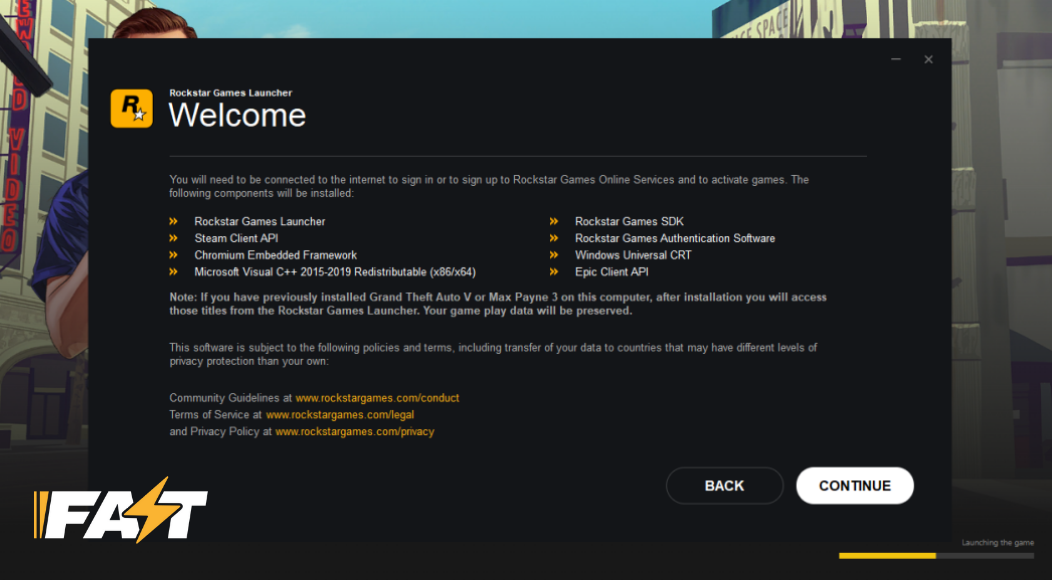 CE SPACE
VIDEO
Rockstar Games Launcher
Welcome
You will need to be connected to the internet to sign in or to sign up to Rockstar Games Online Services and to activate games. The
following components will be installed:
Rockstar Games Launcher
Steam Client API
Chromium Embedded Framework
Microsoft Visual C++ 2015-2019 Redistributable (x86/x64)
Rockstar Games SDK
Rockstar Games Authentication Software
Windows Universal CRT
Epic Client API
Note: If you have previously installed Grand Theft Auto V or Max Payne 3 on this computer, after installation you will access
those titles from the Rockstar Games Launcher. Your game play data will be preserved.
This software is subject to the following policies and terms, including transfer of your data to countries that may have different levels of
privacy protection than your own:
Community Guidelines at www.rockstargames.com/conduct
Terms of Service at www.rockstargames.com/legal
and Privacy Policy at www.rockstargames.com/privacy
BACK
CONTINUE
FAST
Launching the game